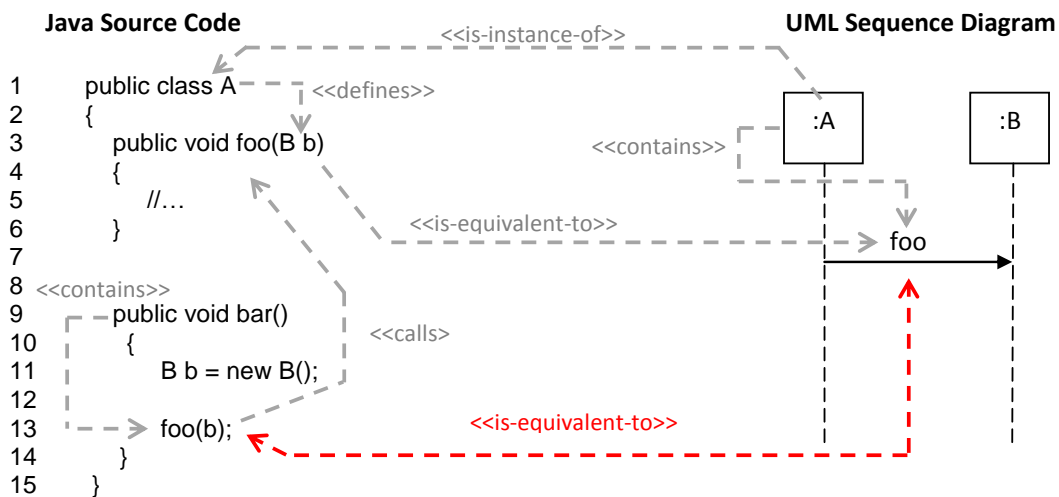 Java Source Code
UML Sequence Diagram
<<is-instance-of>>
1 public class A
<<defines>>
2 {
:A
:B
3 public void foo(B b)
<<contains>>
4 {
5 //…
<<is-equivalent-to>>
6 }
foo
7
8
<<contains>>
9 public void bar()
10 {
<<calls>
11 B b = new B();
12
13 foo(b);
<<is-equivalent-to>>
14 }
15 }